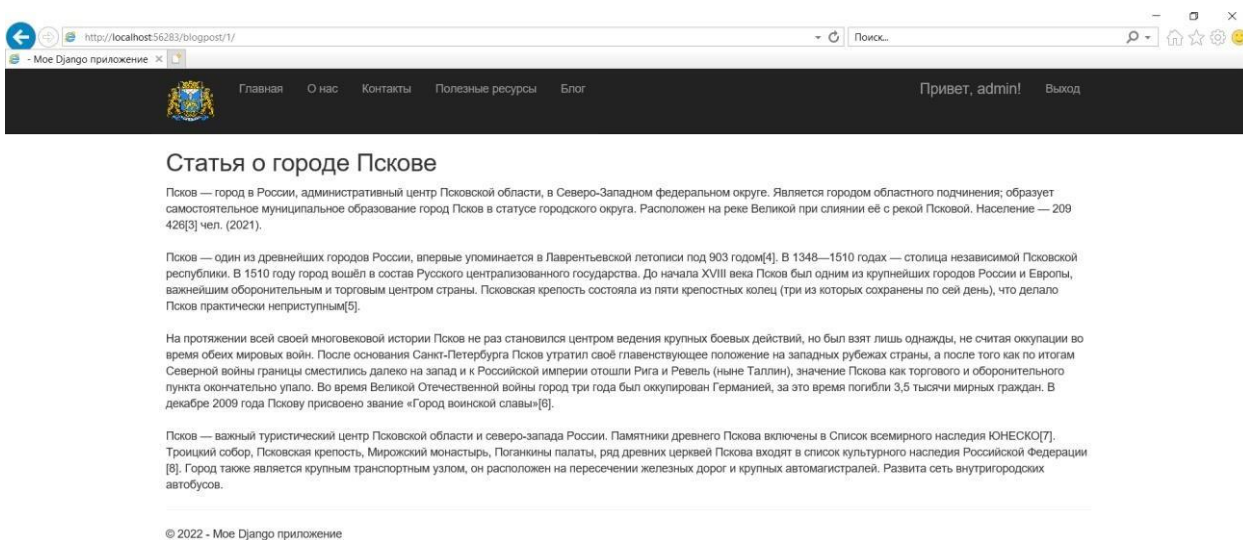 http://localhost:56283/blogpost/1/
Поиск...
- Мое Django приложение
Главная О нас Контакты Полезные ресурсы Блог Привет, admin! Выход
Статья о городе Пскове
Псков — город в России, административный центр Псковской области, в Северо-Западном федеральном округе. Является городом областного подчинения; образует
самостоятельное муниципальное образование город Псков в статусе городского округа. Расположен на реке Великой при слиянии её с рекой Псковой. Население — 209
426[3] чел. (2021).
Псков — один из древнейших городов России, впервые упоминается в Лаврентьевской летописи под 903 годом[4]. В 1348—1510 годах — столица независимой Псковской
республики. В 1510 году город вошёл в состав Русского централизованного государства. До начала XVIII века Псков был одним из крупнейших городов России и Европы,
важнейшим оборонительным и торговым центром страны. Псковская крепость состояла из пяти крепостных колец (три из которых сохранены по сей день), что делало
Псков практически неприступным[5].
На протяжении всей своей многовековой истории Псков не раз становился центром ведения крупных боевых действий, но был взят лишь однажды, не считая оккупации во
время обеих мировых войн. После основания Санкт-Петербурга Псков утратил своё главенствующее положение на западных рубежах страны, а после того как по итогам
Северной войны границы сместились далеко на запад и к Российской империи отошли Рига и Ревель (ныне Таллин), значение Пскова как торгового и оборонительного
пункта окончательно упало. Во время Великой Отечественной войны город три года был оккупирован Германией, за это время погибли 3,5 тысячи мирных граждан. В
декабре 2009 года Пскову присвоено звание «Город воинской славы»[6].
Псков — важный туристический центр Псковской области и северо-запада России. Памятники древнего Пскова включены в Список всемирного наследия ЮНЕСКО[7].
Троицкий собор, Псковская крепость, Мирожский монастырь, Поганкины палаты, ряд древних церквей Пскова входят в список культурного наследия Российской Федерации
[8]. Город также является крупным транспортным узлом, он расположен на пересечении железных дорог и крупных автомагистралей. Развита сеть внутригородских
автобусов.
© 2022 - Мое Django приложение